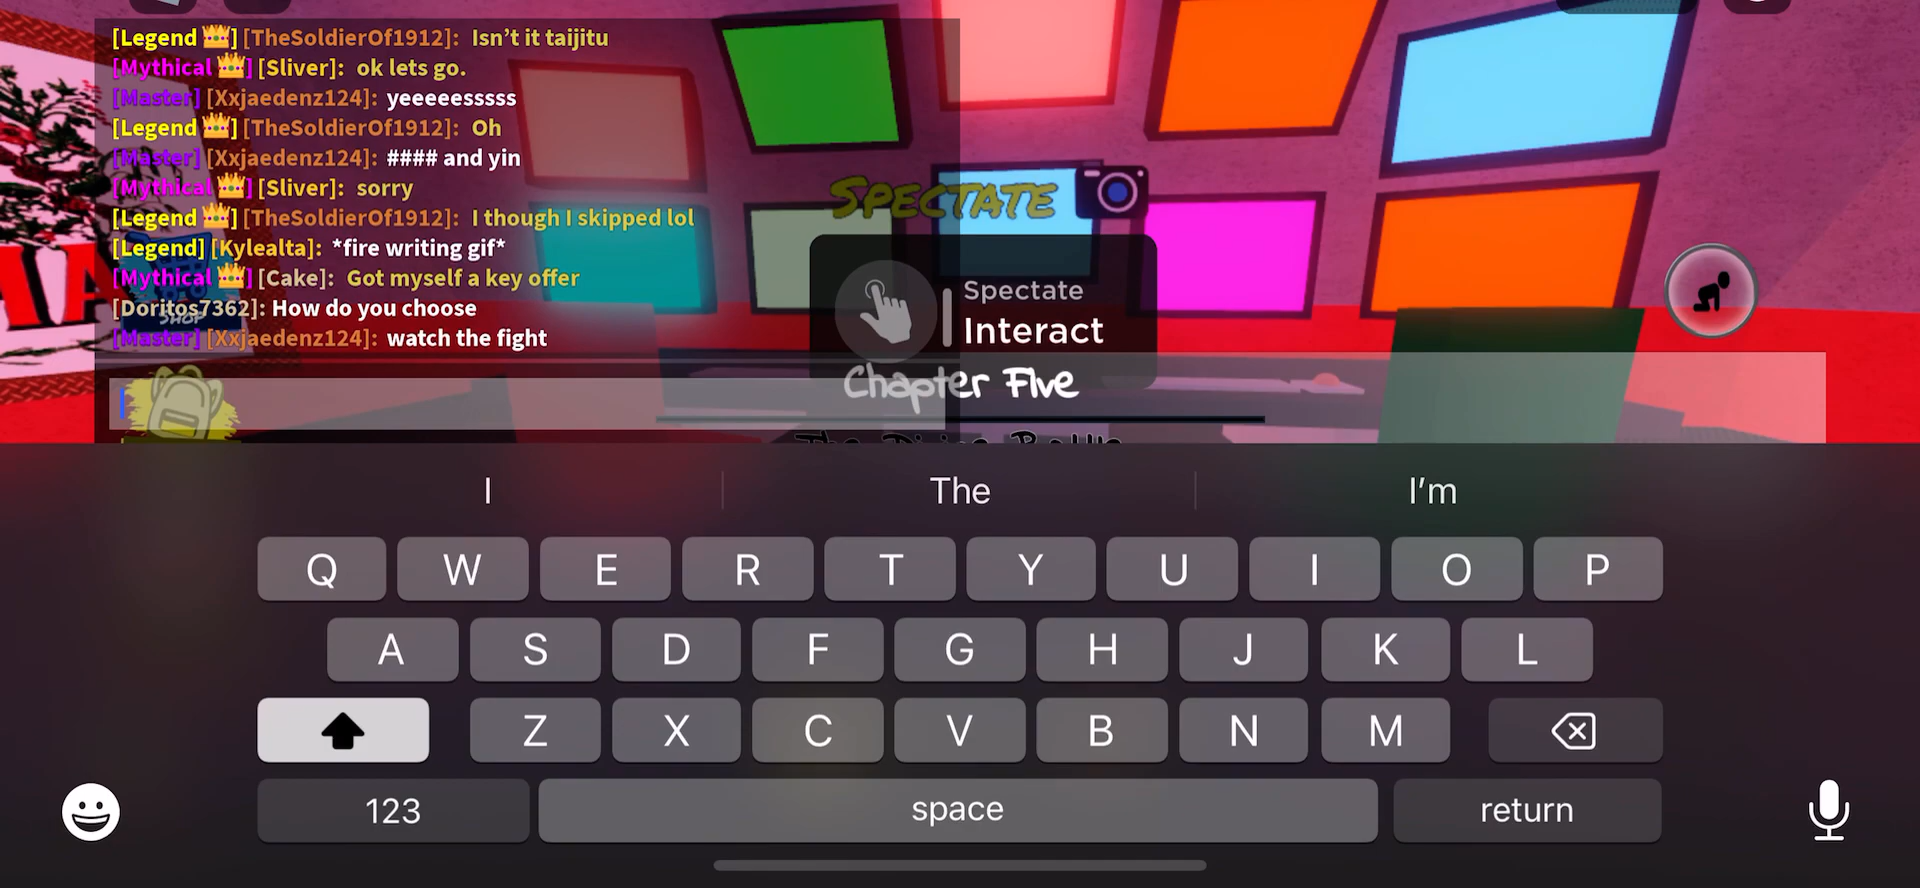 [Legend 👑] [TheSoldierOf1912]: Isn't it taijitu
[Mythical 👑] [Sliver]: ok lets go.
[Master] [Xxjaedenz124]: yeeeeesssss
[Legend 👑] [TheSoldierOf1912]: Oh
[Master] [Xxjaedenz124]: #### and yin
[Mythical 👑] [Sliver]: sorry
[Legend 👑] [TheSoldierOf1912]: I though I skipped lol
[Legend] [Kylealta]: *fire writing gif*
[Mythical 👑] [Cake]: Got myself a key offer
[Doritos7362]: How do you choose
SHOP
[Master] [Xxjaedenz124]: watch the fight
SPECTATE
Spectate
Interact
Chapter Five
I The I'm
Q W E R T Y U I O P
A S D F G H J K L
Z X C V B N M
123 space return